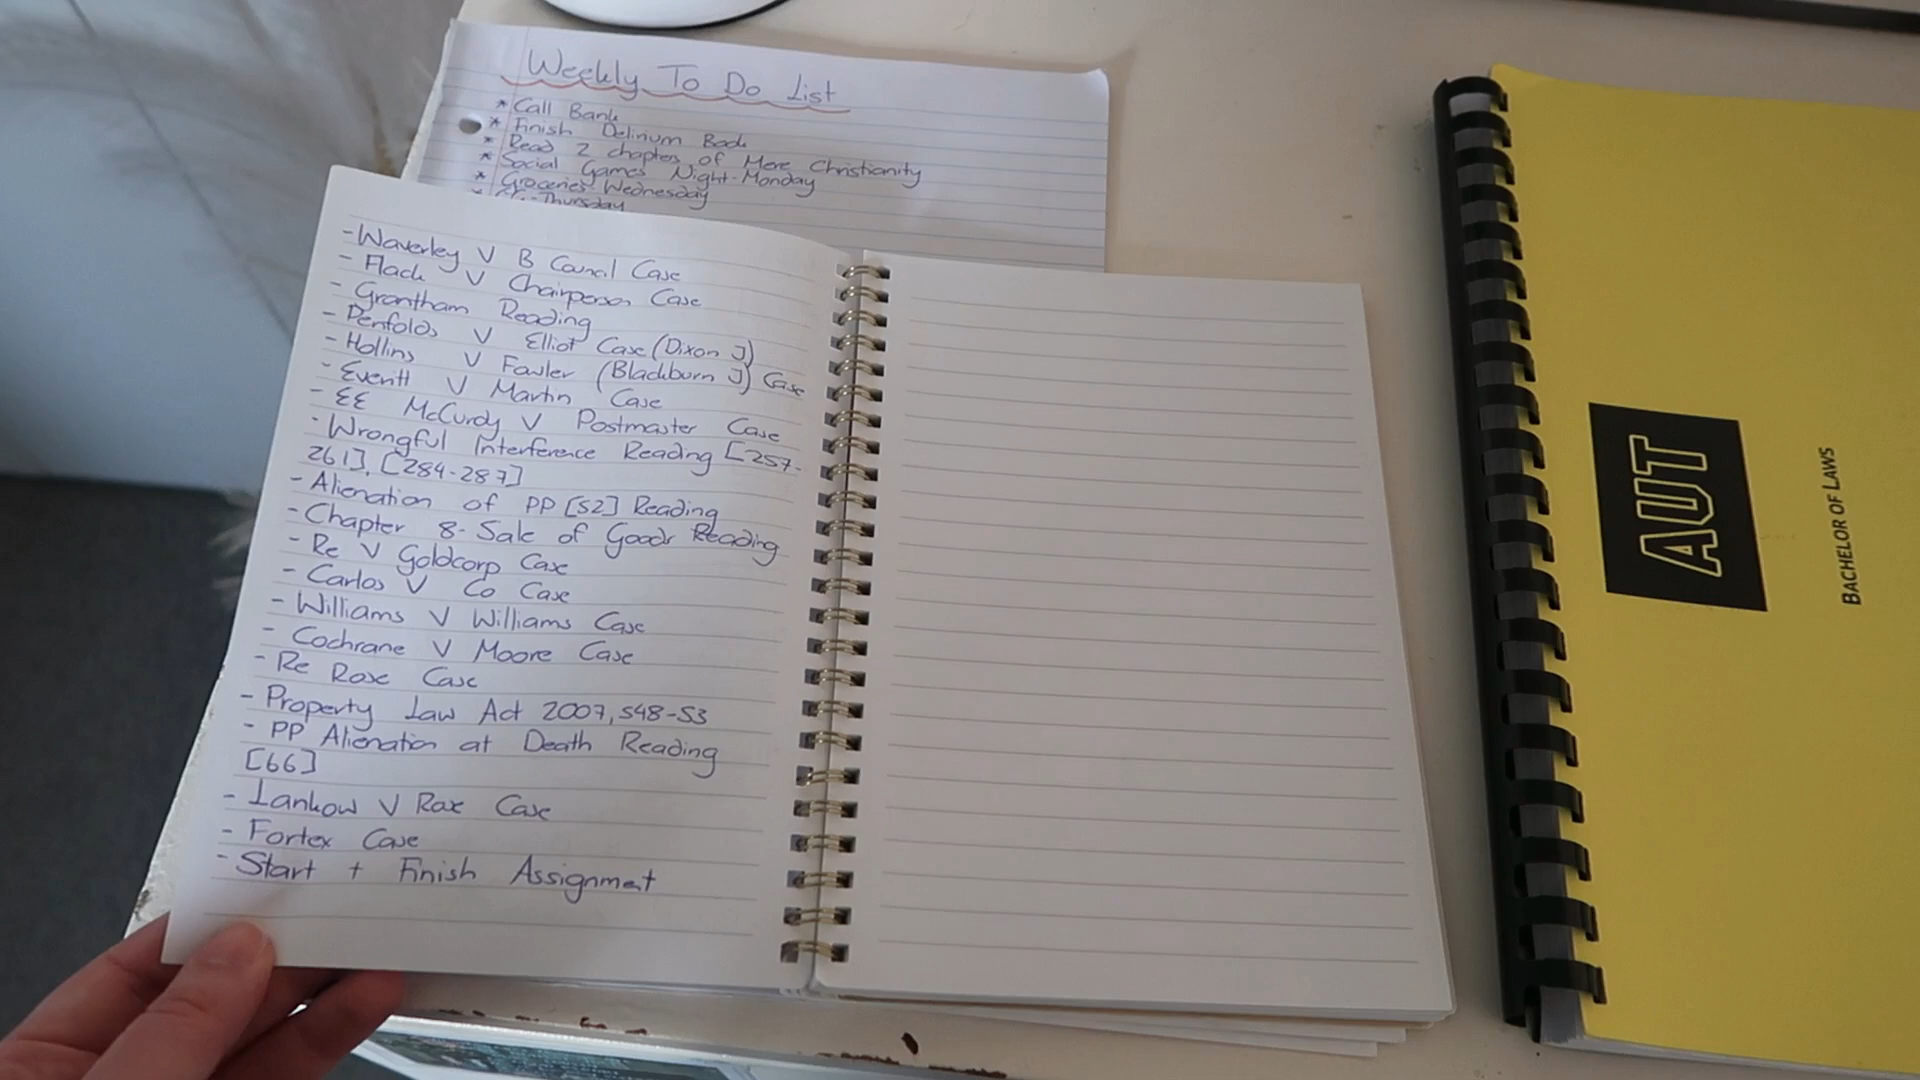 Weekly To Do List
* Call Bank
* Finish Delirium Book
* Read 2 chapters of Mere Christianity
* Social Games Night-Monday
* Groceries Wednesday
Thursday
- Waverley V B Council Case
- Flack V Chairperson Case
- Grantham Reading
- Penfolds V Elliot Case (Dixon J)
- Hollins V Fowler (Blackburn J) Case
- Everitt V Martin Case
- EE McCurdy V Postmaster Case
- Wrongful Interference Reading [257-
261], [284-287]
- Alienation of PP [52] Reading
- Chapter 8- Sale of Goods Reading
- Re V Goldcorp Case
- Carlos V Co Case
- Williams V Williams Case
- Cochrane V Moore Case
- Re Rose Case
- Property Law Act 2007, S48-53
- PP Alienation at Death Reading
[66]
- Lankow V Rose Case
- Fortex Case
- Start + Finish Assignment
AUT
BACHELOR OF LAWS